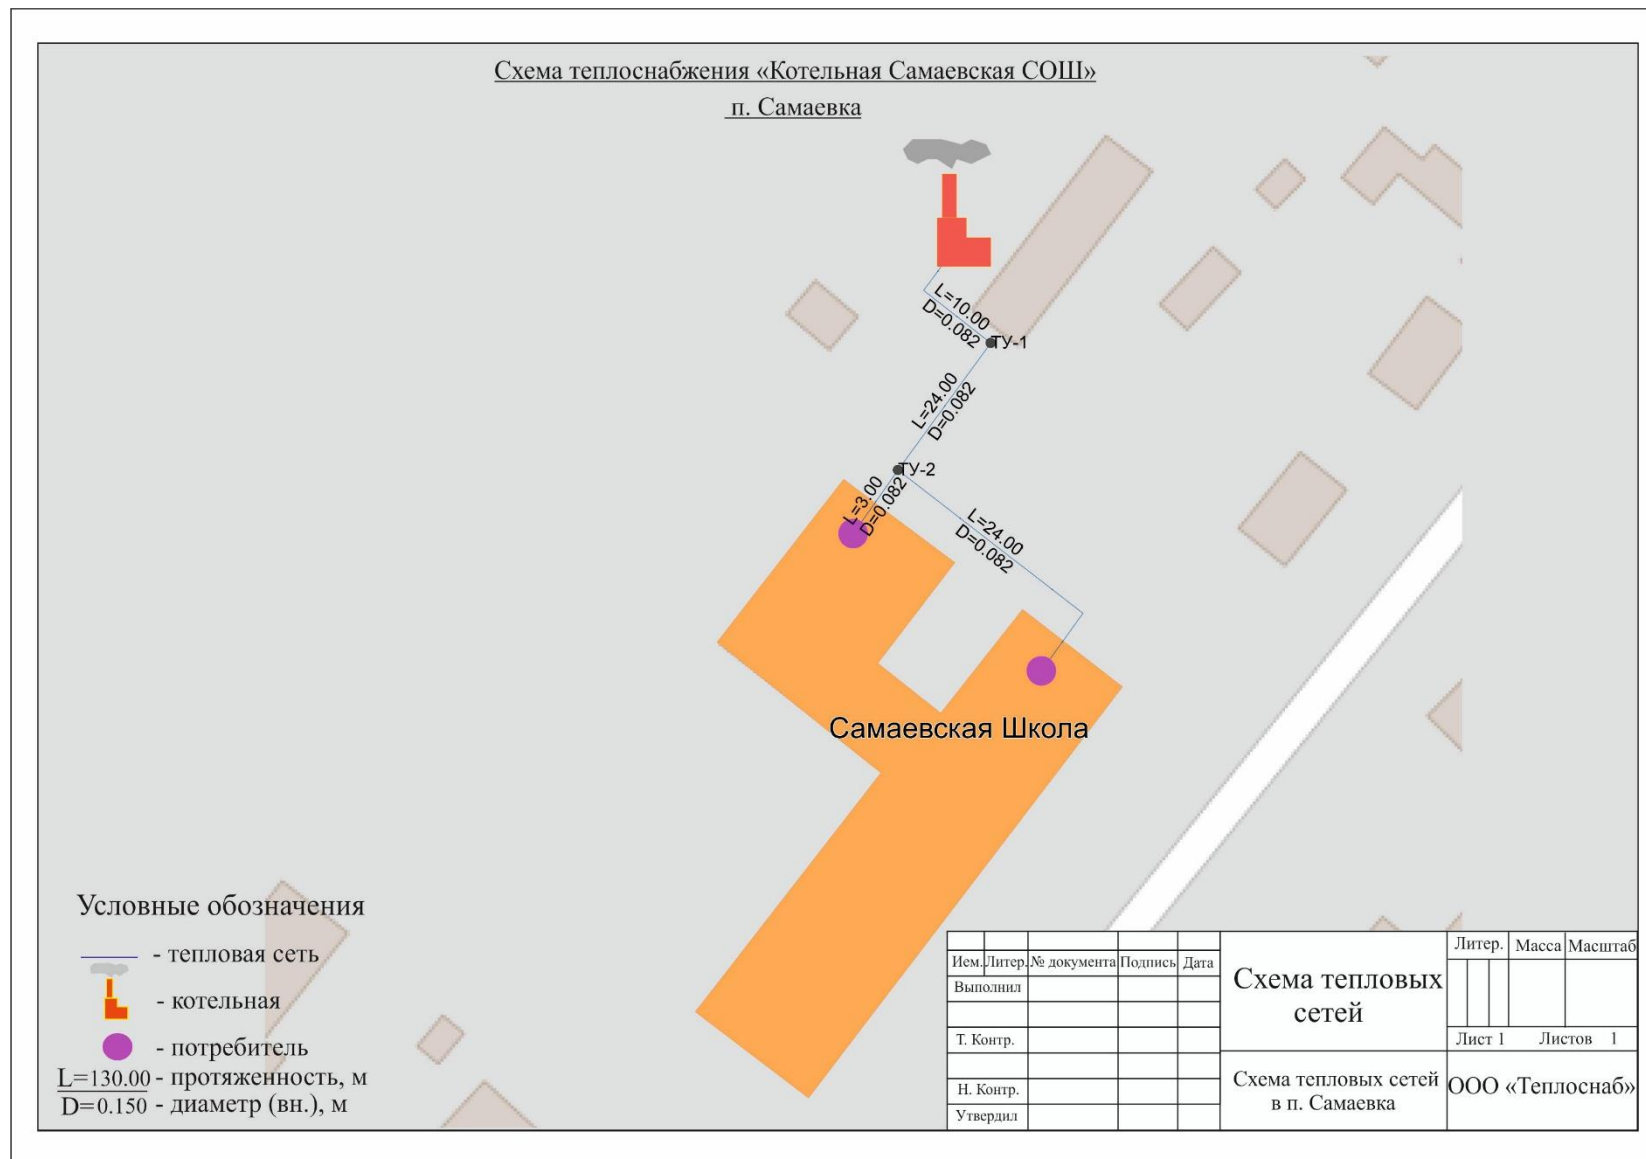 Схема теплоснабжения «Котельная Самаевская СОШ»
п. Самаевка
L=10.00
D=0.082
ТУ-1
L=24.00
D=0.082
ТУ-2
L=3.00
D=0.082
L=24.00
D=0.082
Самаевская Школа
Условные обозначения
- тепловая сеть
- котельная
- потребитель
L=130.00 - протяженность, м
D=0.150 - диаметр (вн.), м
Ием. Литер. № документа Подпись Дата
Выполнил
Т. Контр.
Н. Контр.
Утвердил
Схема тепловых
сетей
Схема тепловых сетей
в п. Самаевка
Литер. Масса Масштаб
Лист 1 Листов 1
ООО «Теплоснаб»